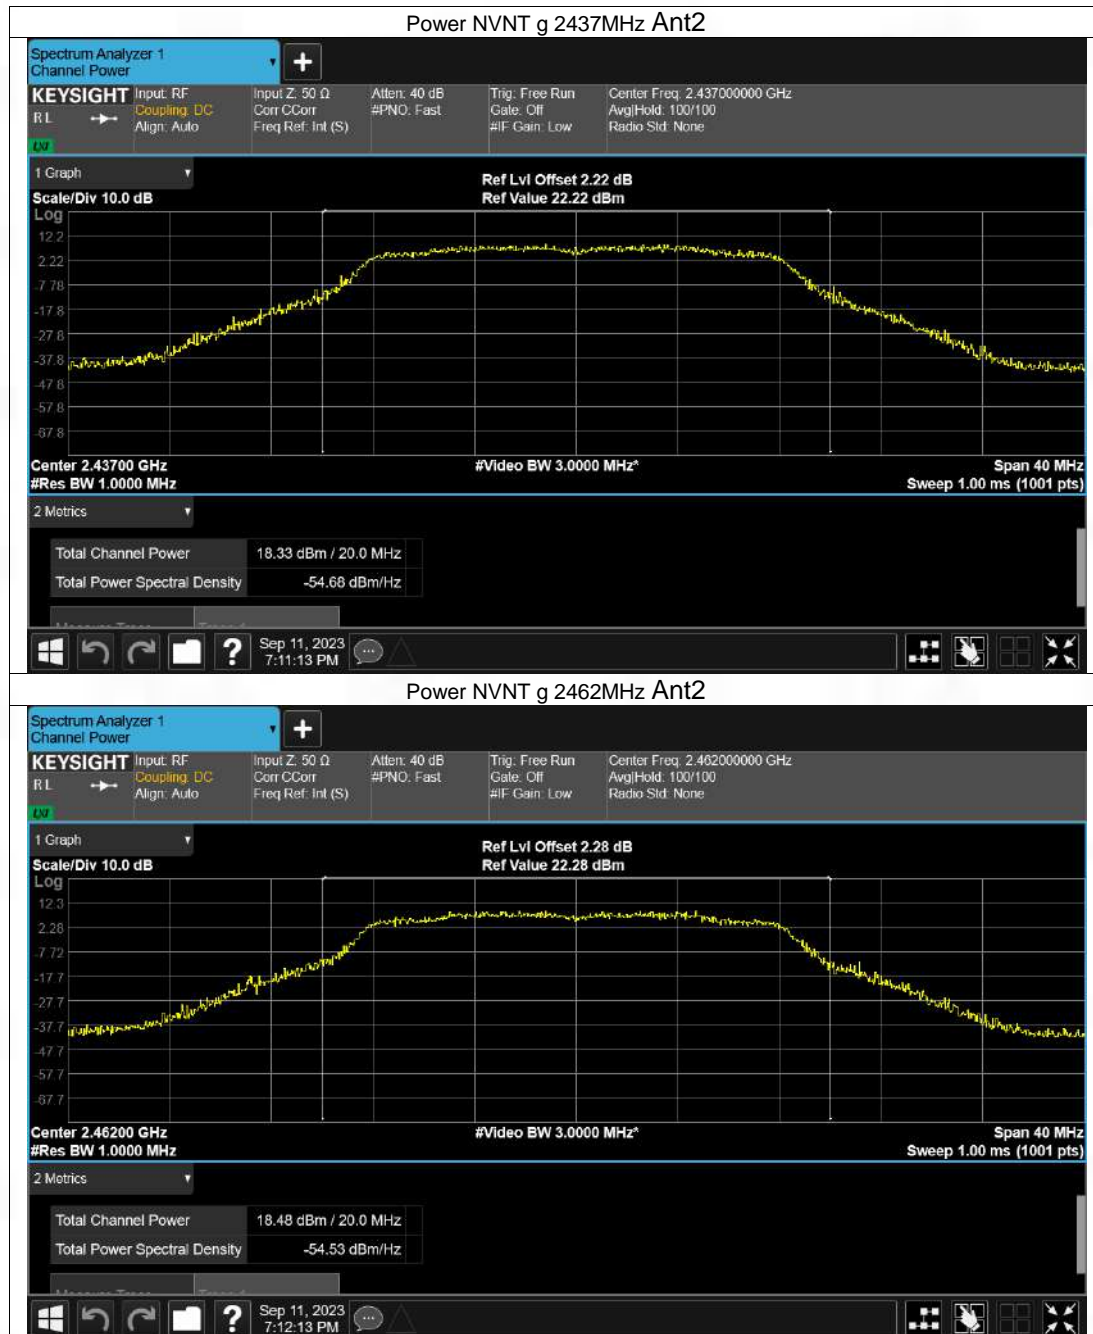 Power NVNT g 2437MHz Ant2
Spectrum Analyzer 1
Channel Power
KEYSIGHT
R L
LXI
Input: RF
Coupling: DC
Align: Auto
Input Z: 50 Ω
Corr CCorr
Freq Ref: Int (S)
Atten: 40 dB
#PNO: Fast
Trig: Free Run
Gate: Off
#IF Gain: Low
Center Freq: 2.437000000 GHz
Avg|Hold: 100/100
Radio Std: None
1 Graph
Scale/Div 10.0 dB
Ref Lvl Offset 2.22 dB
Ref Value 22.22 dBm
Log
12.2
2.22
-7.78
-17.8
-27.8
-37.8
-47.8
-57.8
-67.8
Center 2.43700 GHz
#Res BW 1.0000 MHz
#Video BW 3.0000 MHz*
Span 40 MHz
Sweep 1.00 ms (1001 pts)
2 Metrics
Total Channel Power 18.33 dBm / 20.0 MHz
Total Power Spectral Density -54.68 dBm/Hz
?
Sep 11, 2023
7:11:13 PM
Power NVNT g 2462MHz Ant2
Spectrum Analyzer 1
Channel Power
KEYSIGHT
R L
LXI
Input: RF
Coupling: DC
Align: Auto
Input Z: 50 Ω
Corr CCorr
Freq Ref: Int (S)
Atten: 40 dB
#PNO: Fast
Trig: Free Run
Gate: Off
#IF Gain: Low
Center Freq: 2.462000000 GHz
Avg|Hold: 100/100
Radio Std: None
1 Graph
Scale/Div 10.0 dB
Ref Lvl Offset 2.28 dB
Ref Value 22.28 dBm
Log
12.3
2.28
-7.72
-17.7
-27.7
-37.7
-47.7
-57.7
-67.7
Center 2.46200 GHz
#Res BW 1.0000 MHz
#Video BW 3.0000 MHz*
Span 40 MHz
Sweep 1.00 ms (1001 pts)
2 Metrics
Total Channel Power 18.48 dBm / 20.0 MHz
Total Power Spectral Density -54.53 dBm/Hz
?
Sep 11, 2023
7:12:13 PM